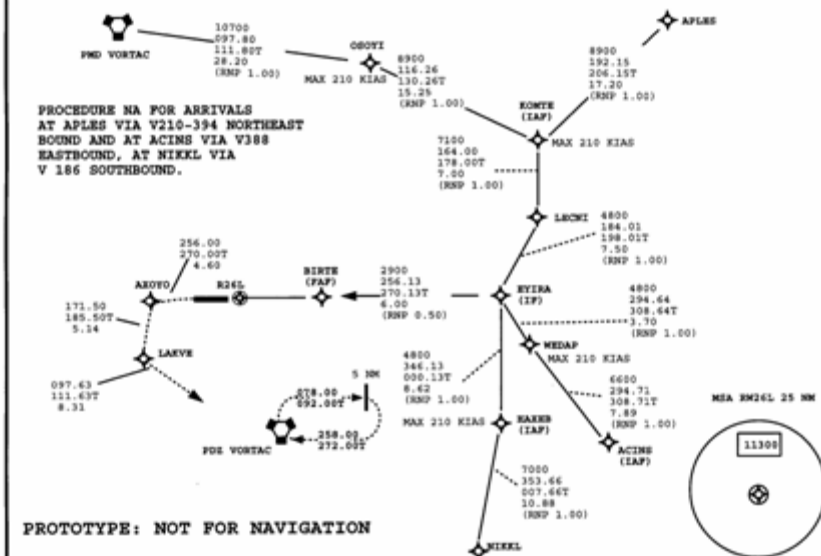 10700
097.80
111.80T
28.20
(RNP 1.00)
PMD VORTAC
OSOYI
MAX 210 KIAS
8900
116.26
130.26T
15.25
(RNP 1.00)
APLES
8900
192.15
206.15T
17.20
(RNP 1.00)
KOMTE
(IAF)
MAX 210 KIAS
PROCEDURE NA FOR ARRIVALS
AT APLES VIA V210-394 NORTHEAST
BOUND AND AT ACINS VIA V388
EASTBOUND, AT NIKKL VIA
V 186 SOUTHBOUND.
7100
164.00
178.00T
7.00
(RNP 1.00)
LECNI
4800
184.01
198.01T
7.50
(RNP 1.00)
256.00
270.00T
4.60
AXOYO
R26L
BIRTE
(FAF)
2900
256.13
270.13T
6.00
(RNP 0.50)
EYIRA
(IF)
4800
294.64
308.64T
3.70
(RNP 1.00)
171.50
185.50T
5.14
LAKVE
097.63
111.63T
8.31
WEDAP
MAX 210 KIAS
4800
346.13
000.13T
8.62
(RNP 1.00)
5 NM
078.00
092.00T
258.00
272.00T
PDZ VORTAC
MAX 210 KIAS
(IAF)
6600
294.71
308.71T
7.89
(RNP 1.00)
ACINS
(IAF)
MSA RW26L 25 NM
11300
7000
353.66
007.66T
10.88
(RNP 1.00)
NIKKL
PROTOTYPE: NOT FOR NAVIGATION